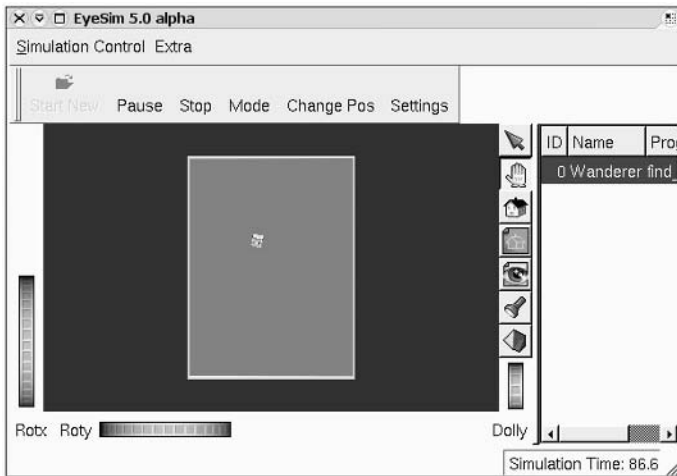 EyeSim 5.0 alpha
Simulation Control Extra
Start New Pause Stop Mode Change Pos Settings
ID Name Prog
0 Wanderer find_
Rotx Roty Dolly
Simulation Time: 86.6